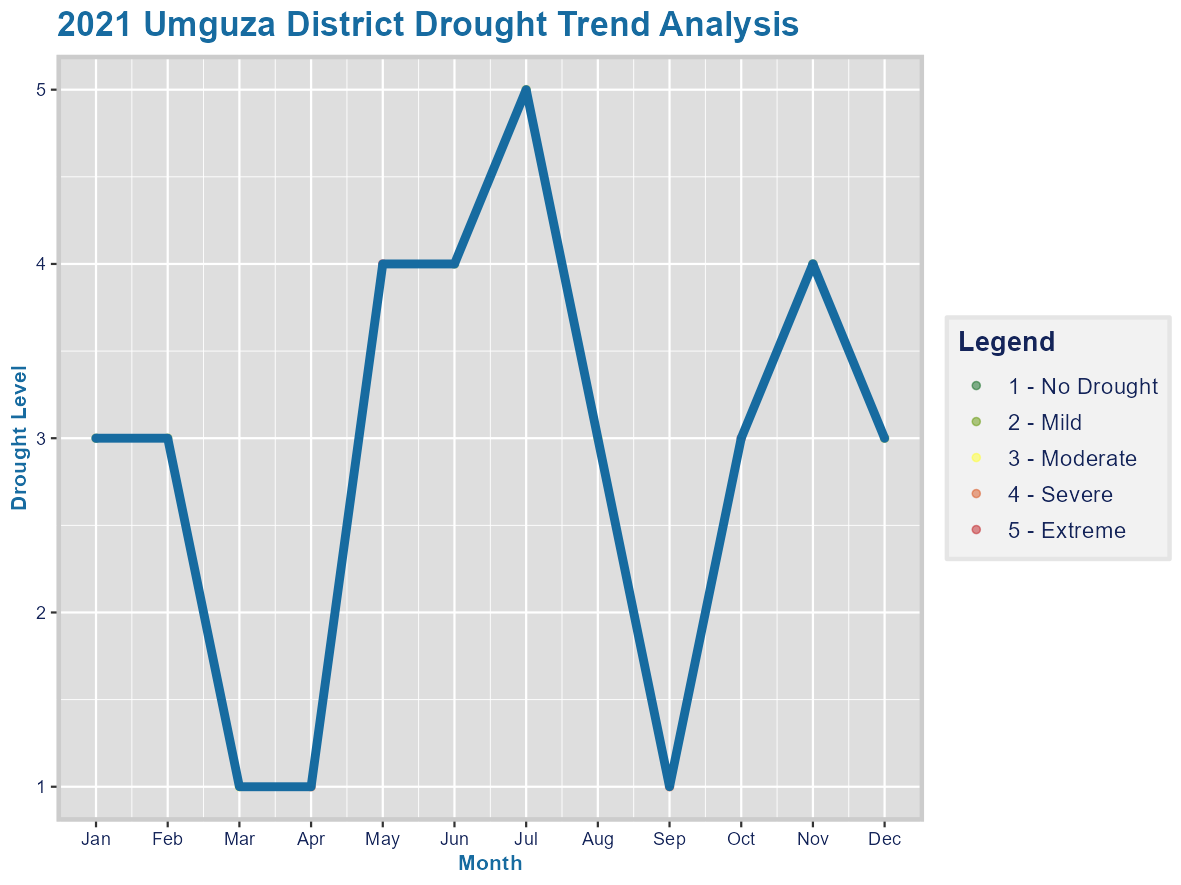 2021 Umguza District Drought Trend Analysis
Drought Level
5
4
3
2
1
Jan Feb Mar Apr May Jun Jul Aug Sep Oct Nov Dec
Month
Legend
1 - No Drought
2 - Mild
3 - Moderate
4 - Severe
5 - Extreme